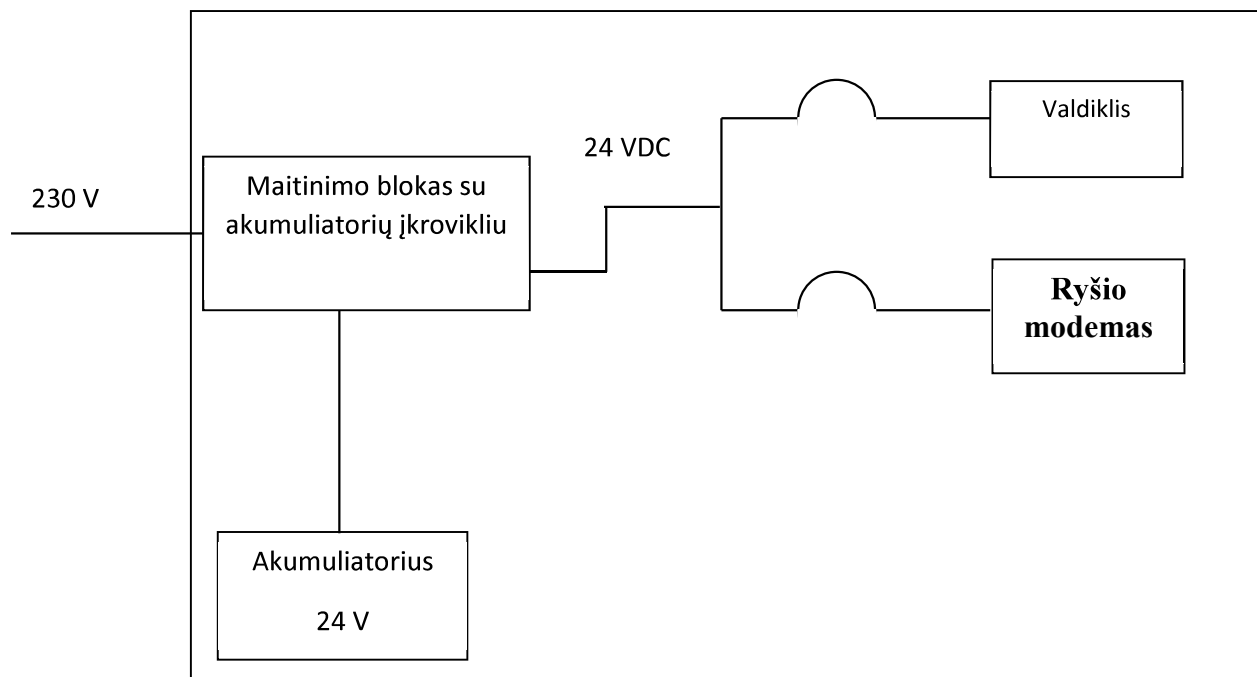 230 V
Maitinimo blokas su
akumuliatorių įkrovikliu
24 VDC
Valdiklis
Ryšio
modemas
Akumuliatorius
24 V